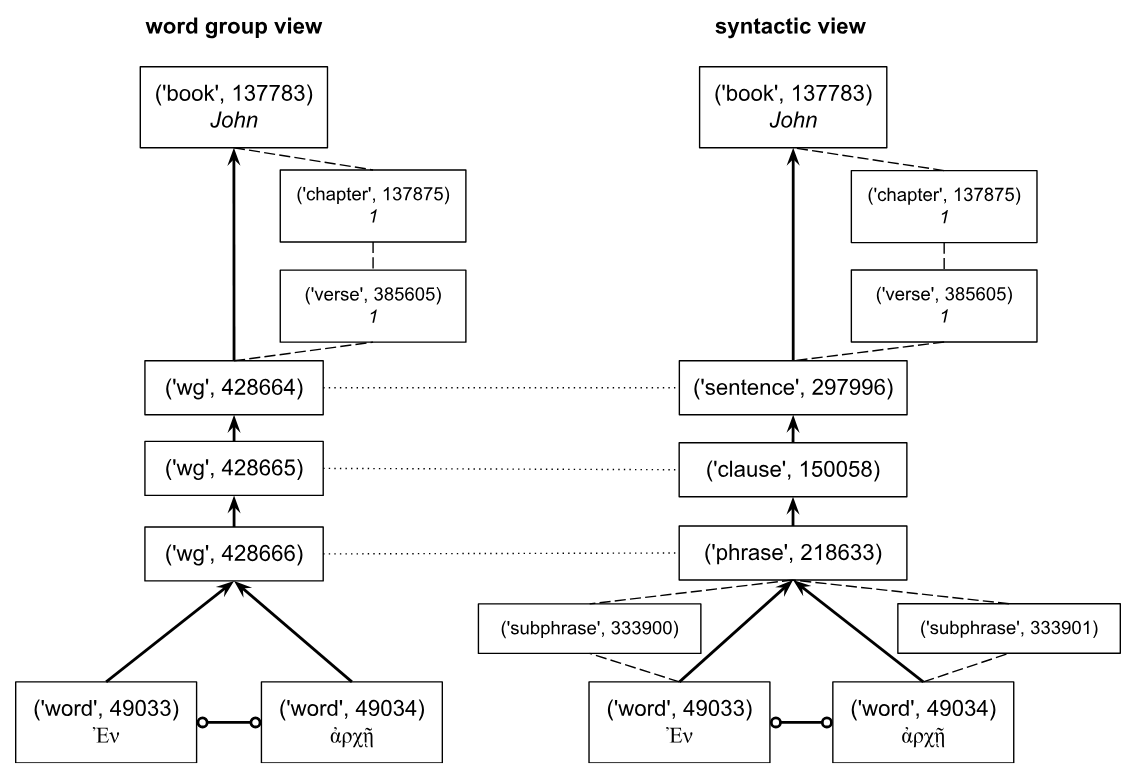 word group view
('book', 137783)
John
('chapter', 137875)
1
('verse', 385605)
1
('wg', 428664)
('wg', 428665)
('wg', 428666)
('word', 49033)
Ἐν
('word', 49034)
ἀρχῇ
syntactic view
('book', 137783)
John
('chapter', 137875)
1
('verse', 385605)
1
('sentence', 297996)
('clause', 150058)
('phrase', 218633)
('subphrase', 333900)
('subphrase', 333901)
('word', 49033)
Ἐν
('word', 49034)
ἀρχῇ